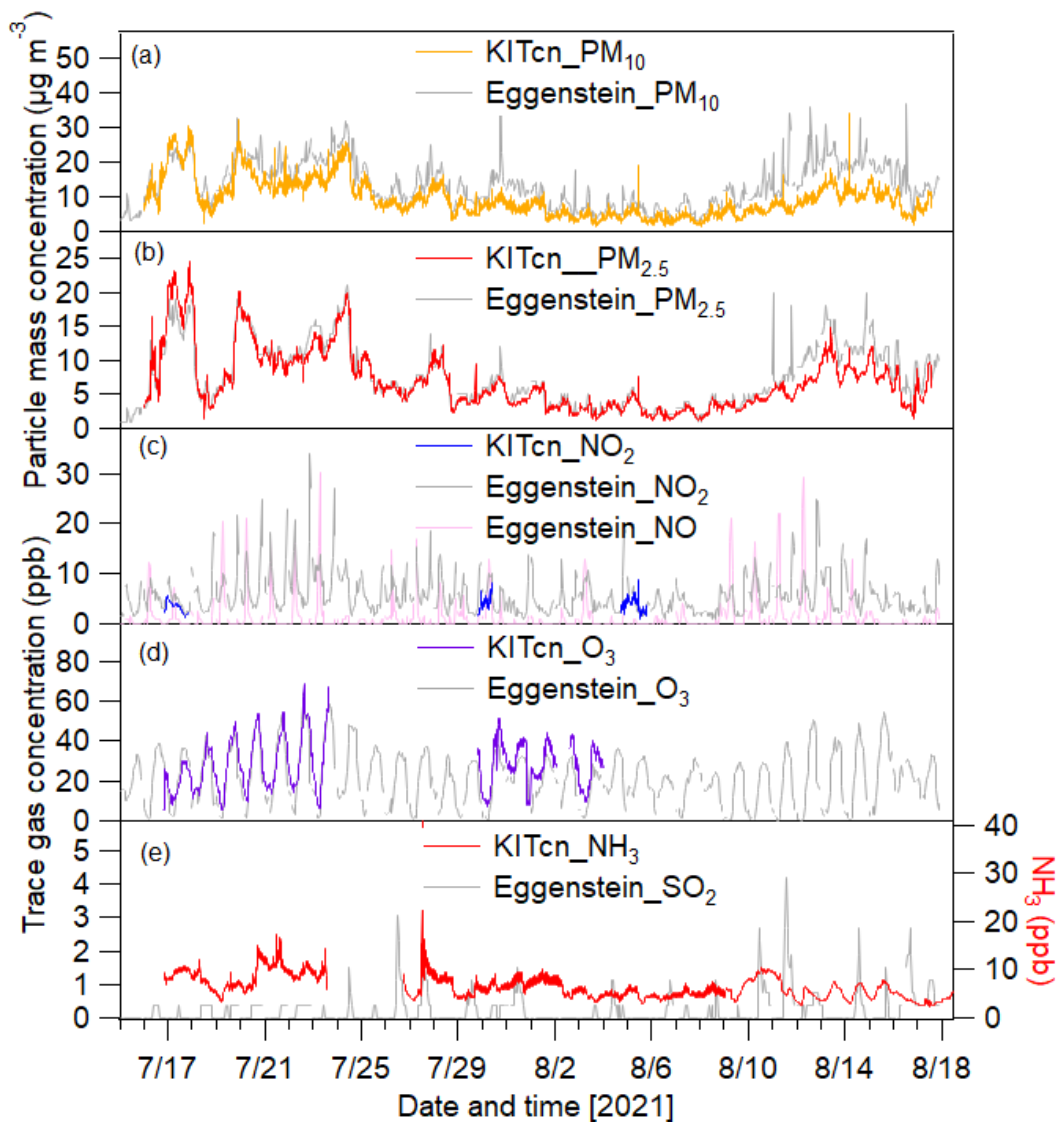 Particle mass concentration (µg m⁻³)
(a)
KITcn_PM₁₀
Eggenstein_PM₁₀
50
40
30
20
10
0
(b)
KITcn__PM₂.₅
Eggenstein_PM₂.₅
25
20
15
10
5
0
Trace gas concentration (ppb)
(c)
KITcn_NO₂
Eggenstein_NO₂
Eggenstein_NO
30
20
10
0
(d)
KITcn_O₃
Eggenstein_O₃
80
60
40
20
0
(e)
KITcn_NH₃
Eggenstein_SO₂
5
4
3
2
1
0
40
30
20
10
0
NH₃ (ppb)
7/17 7/21 7/25 7/29 8/2 8/6 8/10 8/14 8/18
Date and time [2021]